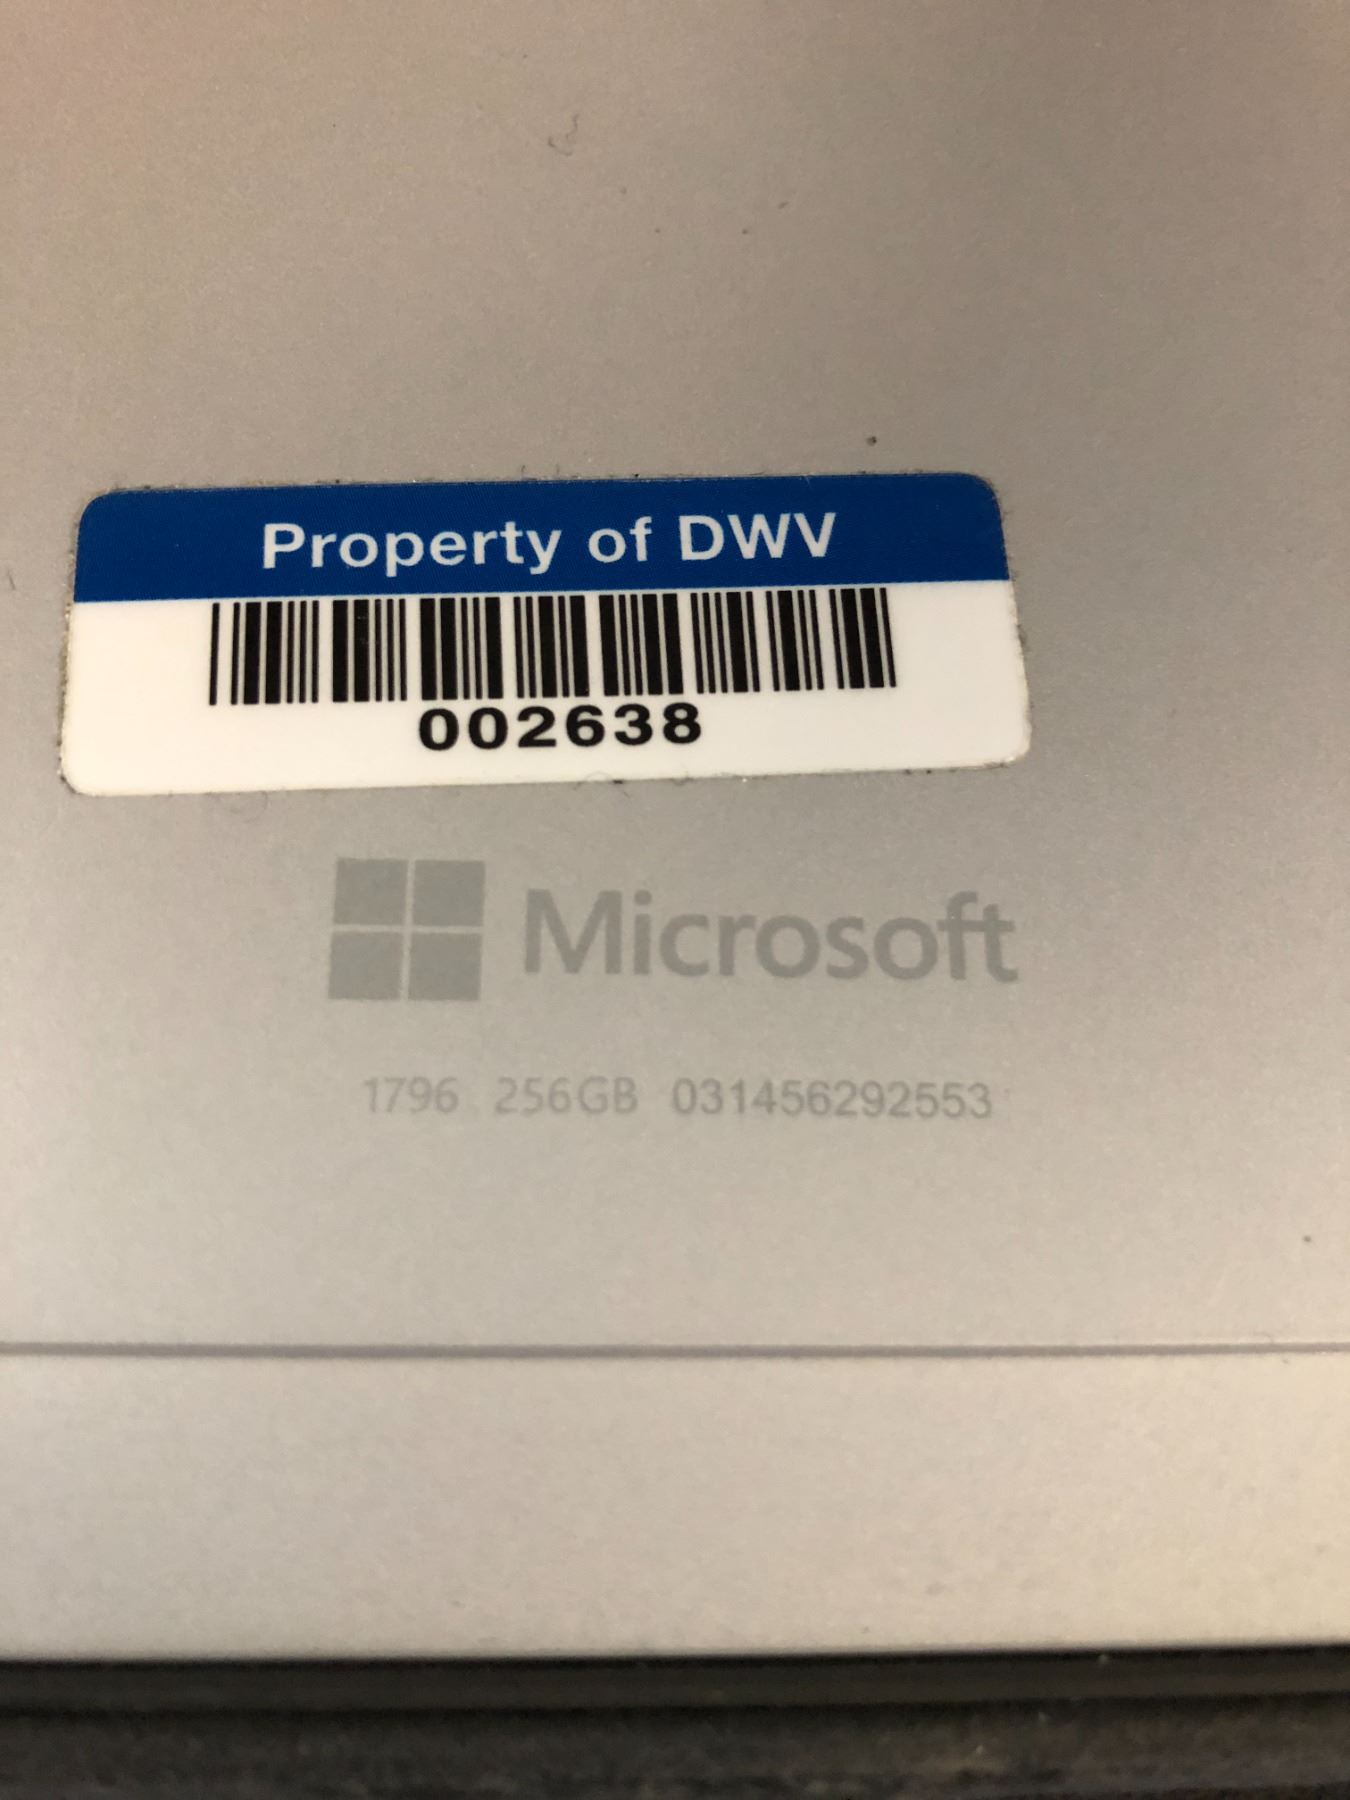 Property of DWV
002638
Microsoft
1796 256GB 031456292553